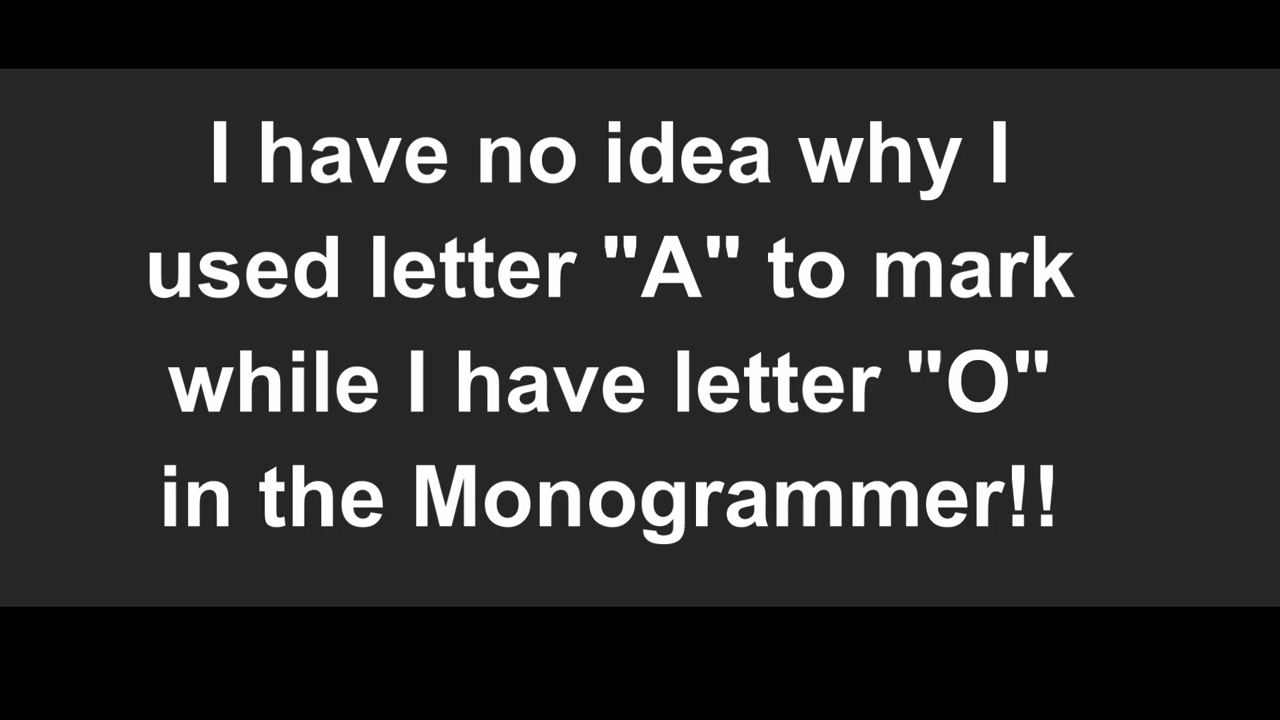 I have no idea why I
used letter "A" to mark
while I have letter "O"
in the Monogrammer!!